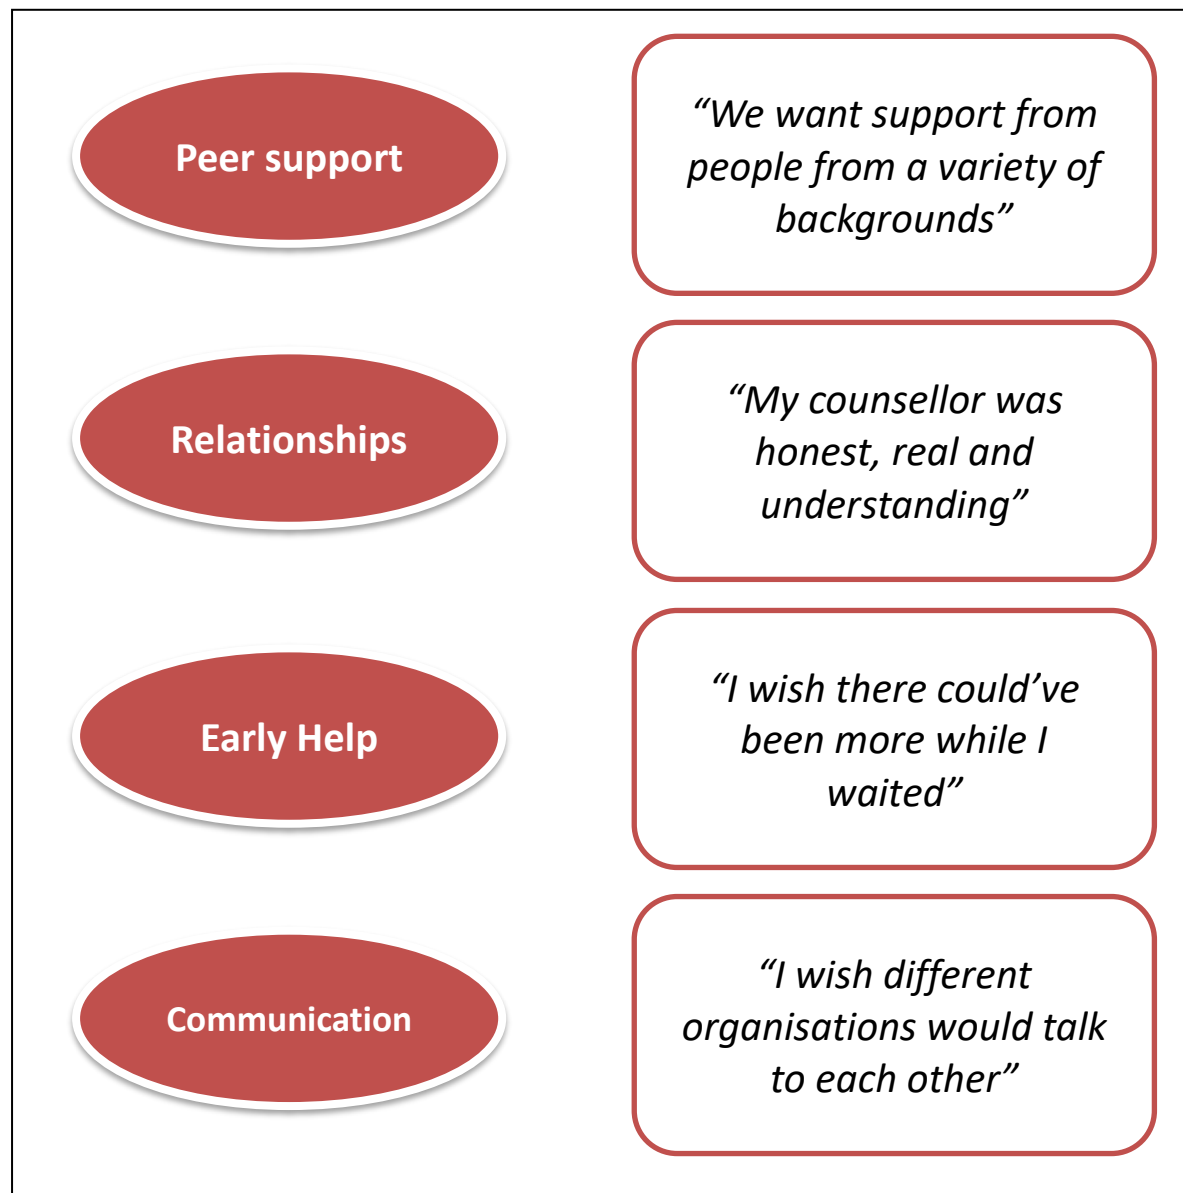 Peer support
“We want support from
people from a variety of
backgrounds”
Relationships
“My counsellor was
honest, real and
understanding”
Early Help
“I wish there could’ve
been more while I
waited”
Communication
“I wish different
organisations would talk
to each other”